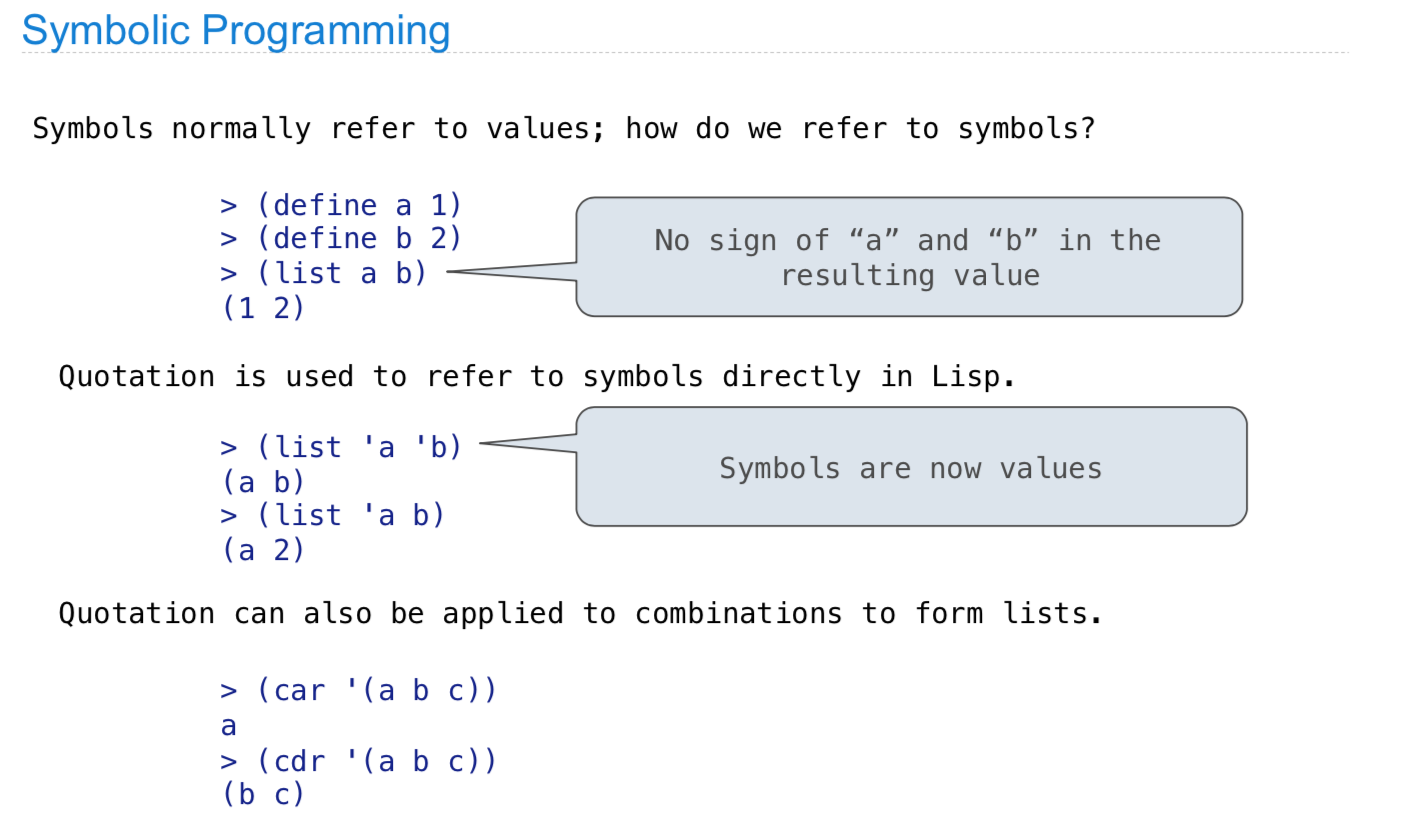 Symbolic Programming
Symbols normally refer to values; how do we refer to symbols?
> (define a 1)
> (define b 2)
> (list a b)
(1 2)
No sign of “a” and “b” in the
resulting value
Quotation is used to refer to symbols directly in Lisp.
> (list 'a 'b)
(a b)
> (list 'a b)
(a 2)
Symbols are now values
Quotation can also be applied to combinations to form lists.
> (car '(a b c))
a
> (cdr '(a b c))
(b c)